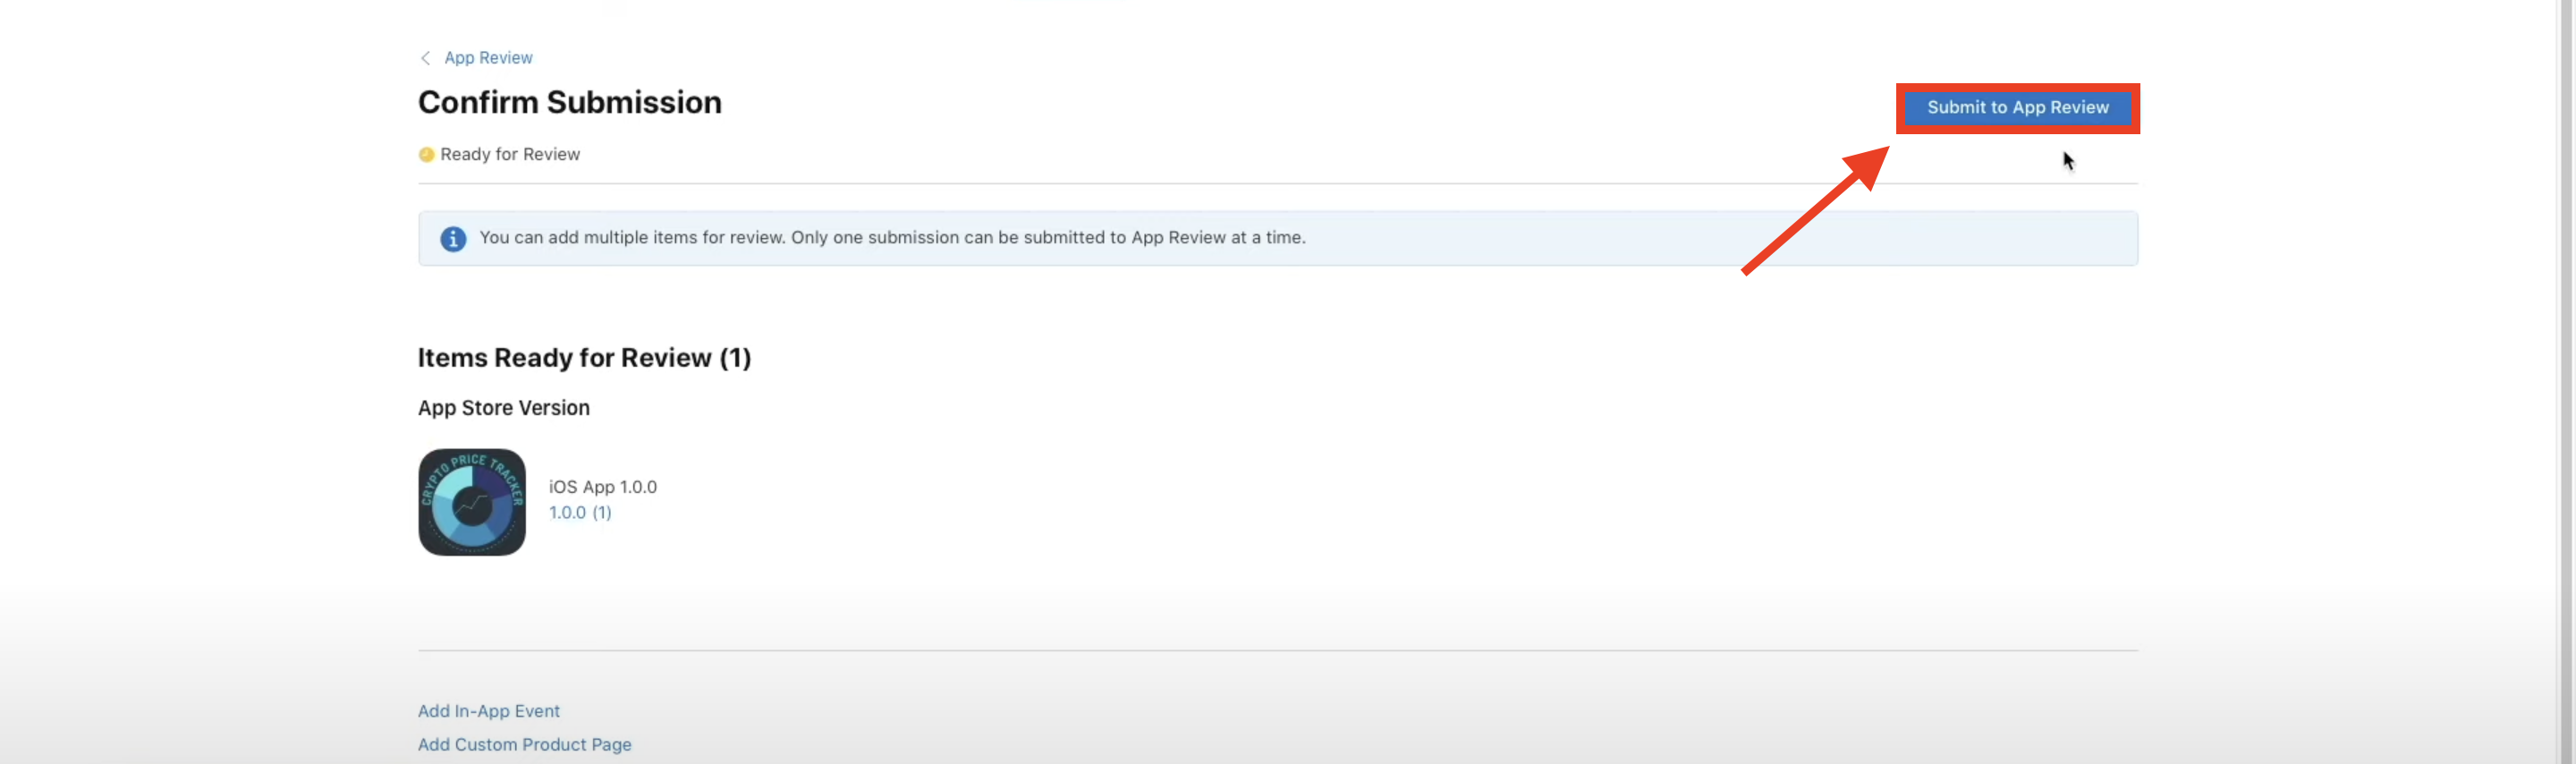 App Review
Confirm Submission
Submit to App Review
Ready for Review
You can add multiple items for review. Only one submission can be submitted to App Review at a time.
Items Ready for Review (1)
App Store Version
CRYPTO PRICE TRACKER
iOS App 1.0.0
1.0.0 (1)
Add In-App Event
Add Custom Product Page